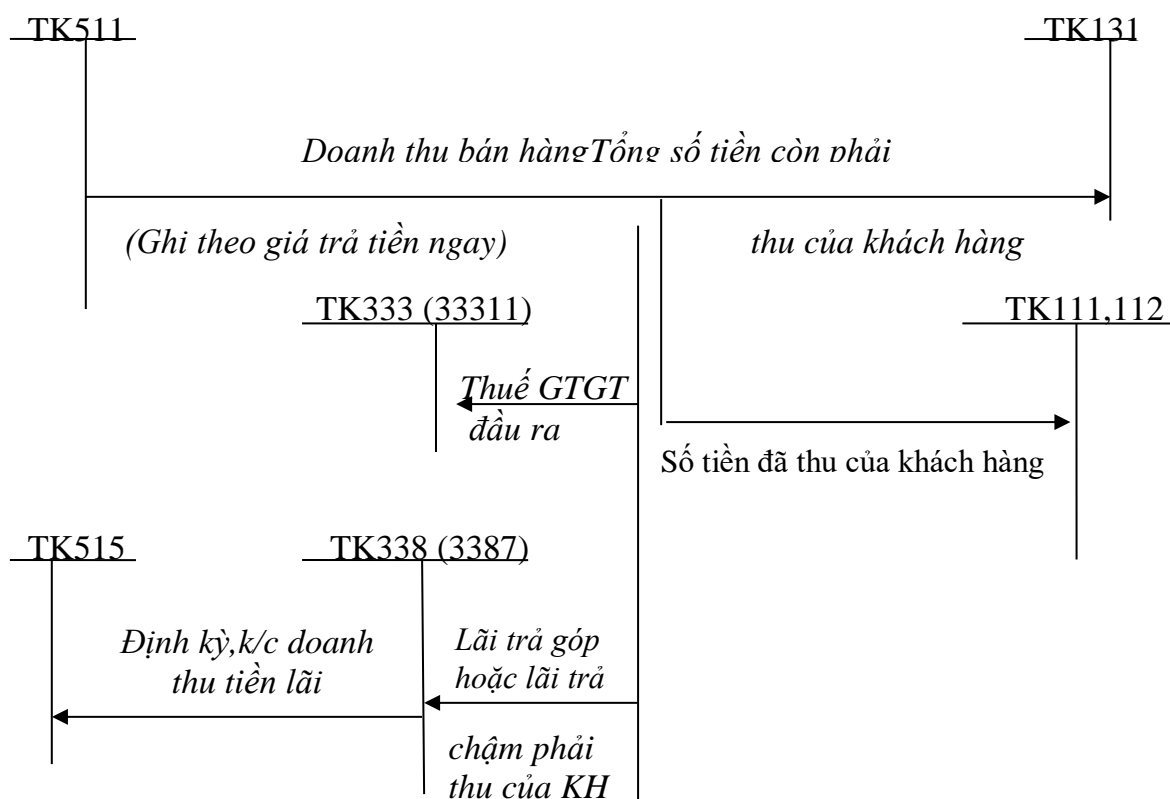 TK511 TK131
Doanh thu bán hàng Tổng số tiền còn phải
(Ghi theo giá trả tiền ngay) thu của khách hàng
TK333 (33311) TK111,112
Thuế GTGT
đầu ra
Số tiền đã thu của khách hàng
TK515 TK338 (3387)
Định kỳ,k/c doanh
thu tiền lãi
Lãi trả góp
hoặc lãi trả
chậm phải
thu của KH